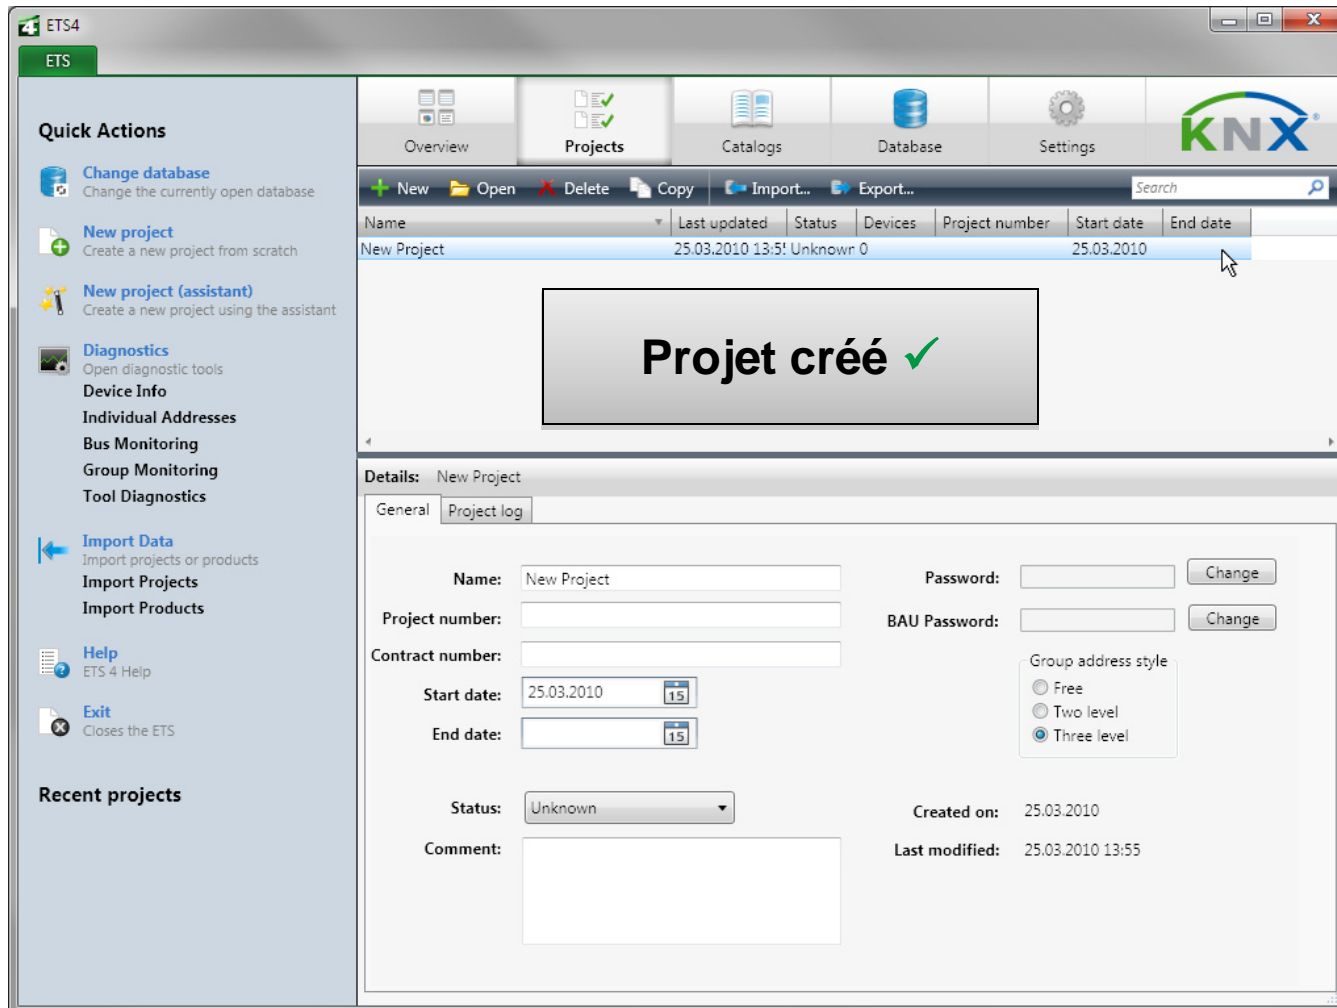 ETS4
ETS
Quick Actions
Change database
Change the currently open database
New project
Create a new project from scratch
New project (assistant)
Create a new project using the assistant
Diagnostics
Open diagnostic tools
Device Info
Individual Addresses
Bus Monitoring
Group Monitoring
Tool Diagnostics
Import Data
Import projects or products
Import Projects
Import Products
Help
ETS 4 Help
Exit
Closes the ETS
Recent projects
Overview Projects Catalogs Database Settings KNX®
New Open Delete Copy Import... Export... Search
Name Last updated Status Devices Project number Start date End date
New Project 25.03.2010 13:5! Unknowr 0 25.03.2010
Projet créé ✓
Details: New Project
General Project log
Name: New Project Password: Change
Project number: BAU Password: Change
Contract number: Group address style
Start date: 25.03.2010 15 Free
Two level
End date: 15 Three level
Status: Unknown Created on: 25.03.2010
Comment: Last modified: 25.03.2010 13:55